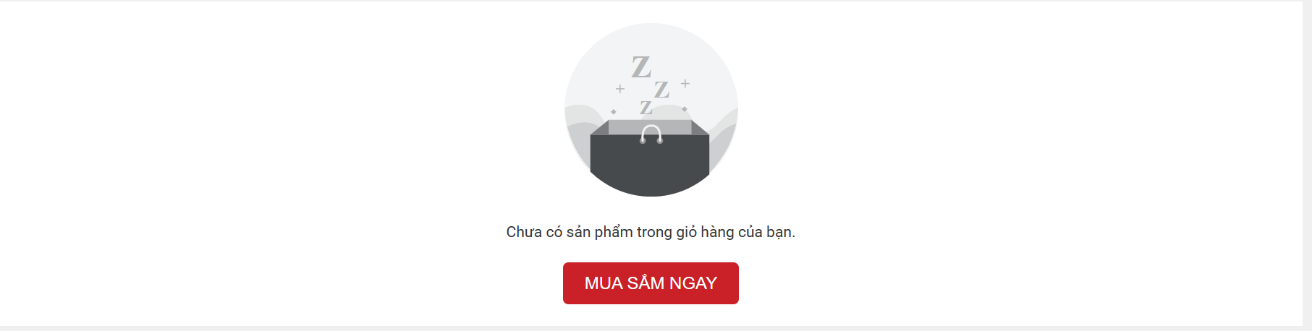 Z
Z
Z
Chưa có sản phẩm trong giỏ hàng của bạn.
MUA SẮM NGAY